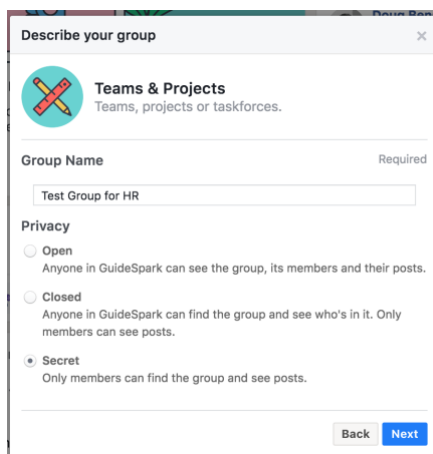 Doug Ben
Describe your group
Teams & Projects
Teams, projects or taskforces.
Group Name
Required
Test Group for HR
Privacy
Open
Anyone in GuideSpark can see the group, its members and their posts.
Closed
Anyone in GuideSpark can find the group and see who's in it. Only
members can see posts.
Secret
Only members can find the group and see posts.
Back
Next